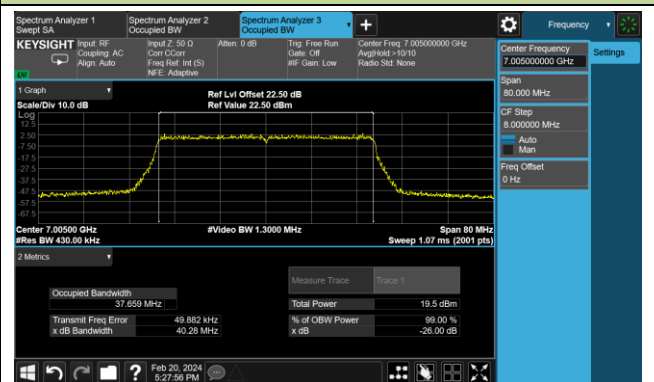 Spectrum Analyzer 1
Swept SA
Spectrum Analyzer 2
Occupied BW
Spectrum Analyzer 3
Occupied BW
Frequency
KEYSIGHT
Input: RF
Coupling: AC
Align: Auto
Input Z: 50 Ω
Corr CCorr
Freq Ref: Int (S)
NFE: Adaptive
Atten: 0 dB
Trig: Free Run
Gate: Off
#IF Gain: Low
Center Freq: 7.005000000 GHz
Avg|Hold:>10/10
Radio Std: None
Center Frequency
7.005000000 GHz
Settings
Span
80.000 MHz
CF Step
8.000000 MHz
Auto
Man
Freq Offset
0 Hz
1 Graph
Scale/Div 10.0 dB
Ref Lvl Offset 22.50 dB
Ref Value 22.50 dBm
Log
12.5
2.50
-7.50
-17.5
-27.5
-37.5
-47.5
-57.5
-67.5
Center 7.00500 GHz
#Video BW 1.3000 MHz
Span 80 MHz
#Res BW 430.00 kHz
Sweep 1.07 ms (2001 pts)
2 Metrics
Measure Trace
Trace 1
Occupied Bandwidth
37.659 MHz
Total Power
19.5 dBm
Transmit Freq Error
49.882 kHz
% of OBW Power
99.00 %
x dB Bandwidth
40.28 MHz
x dB
-26.00 dB
?
Feb 20, 2024
5:27:56 PM